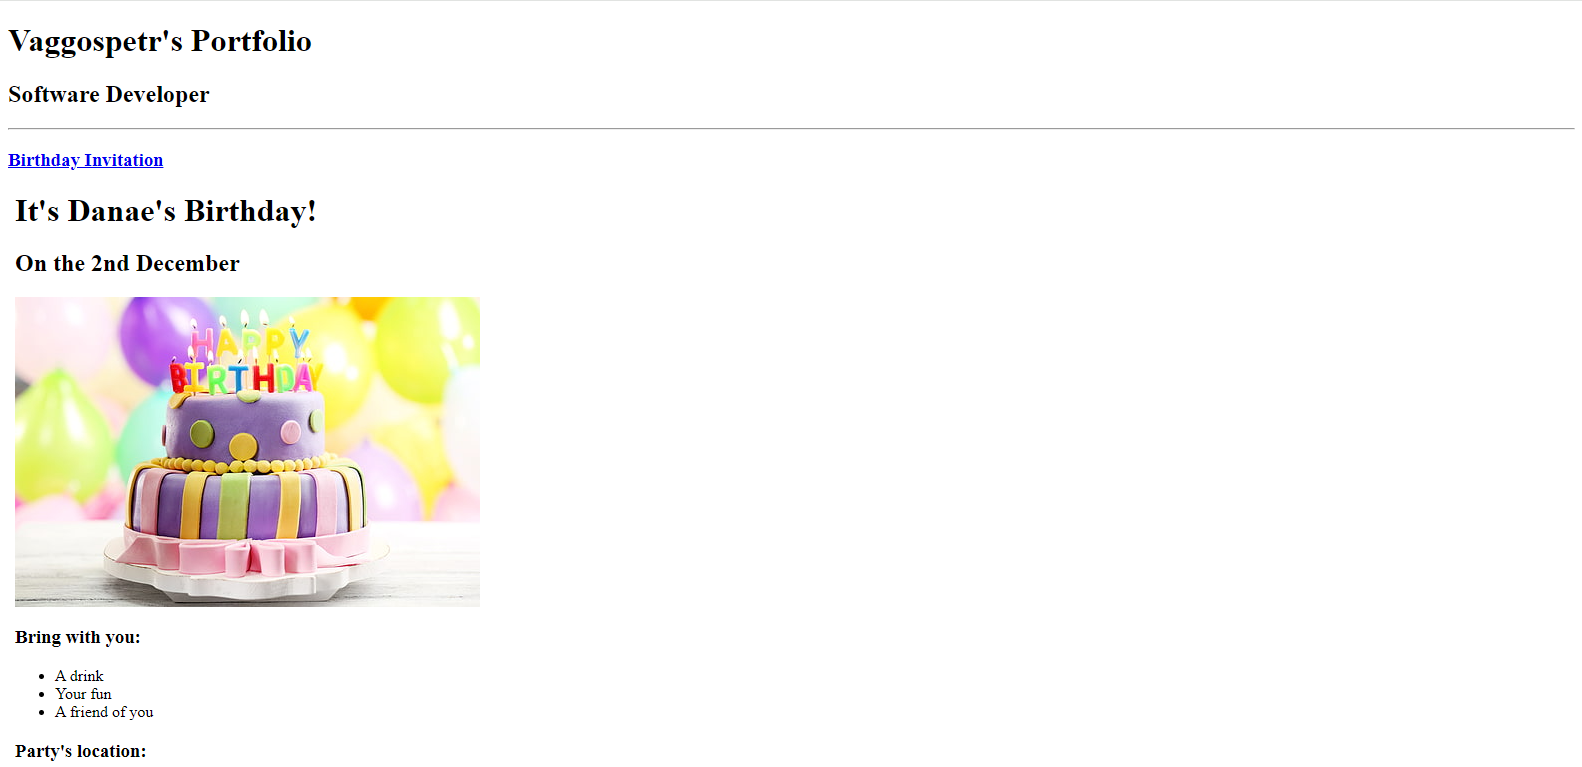 Vaggospetr's Portfolio
Software Developer
Birthday Invitation
It's Danae's Birthday!
On the 2nd December
HAPPY
BIRTHDAY
Bring with you:
A drink
Your fun
A friend of you
Party's location: